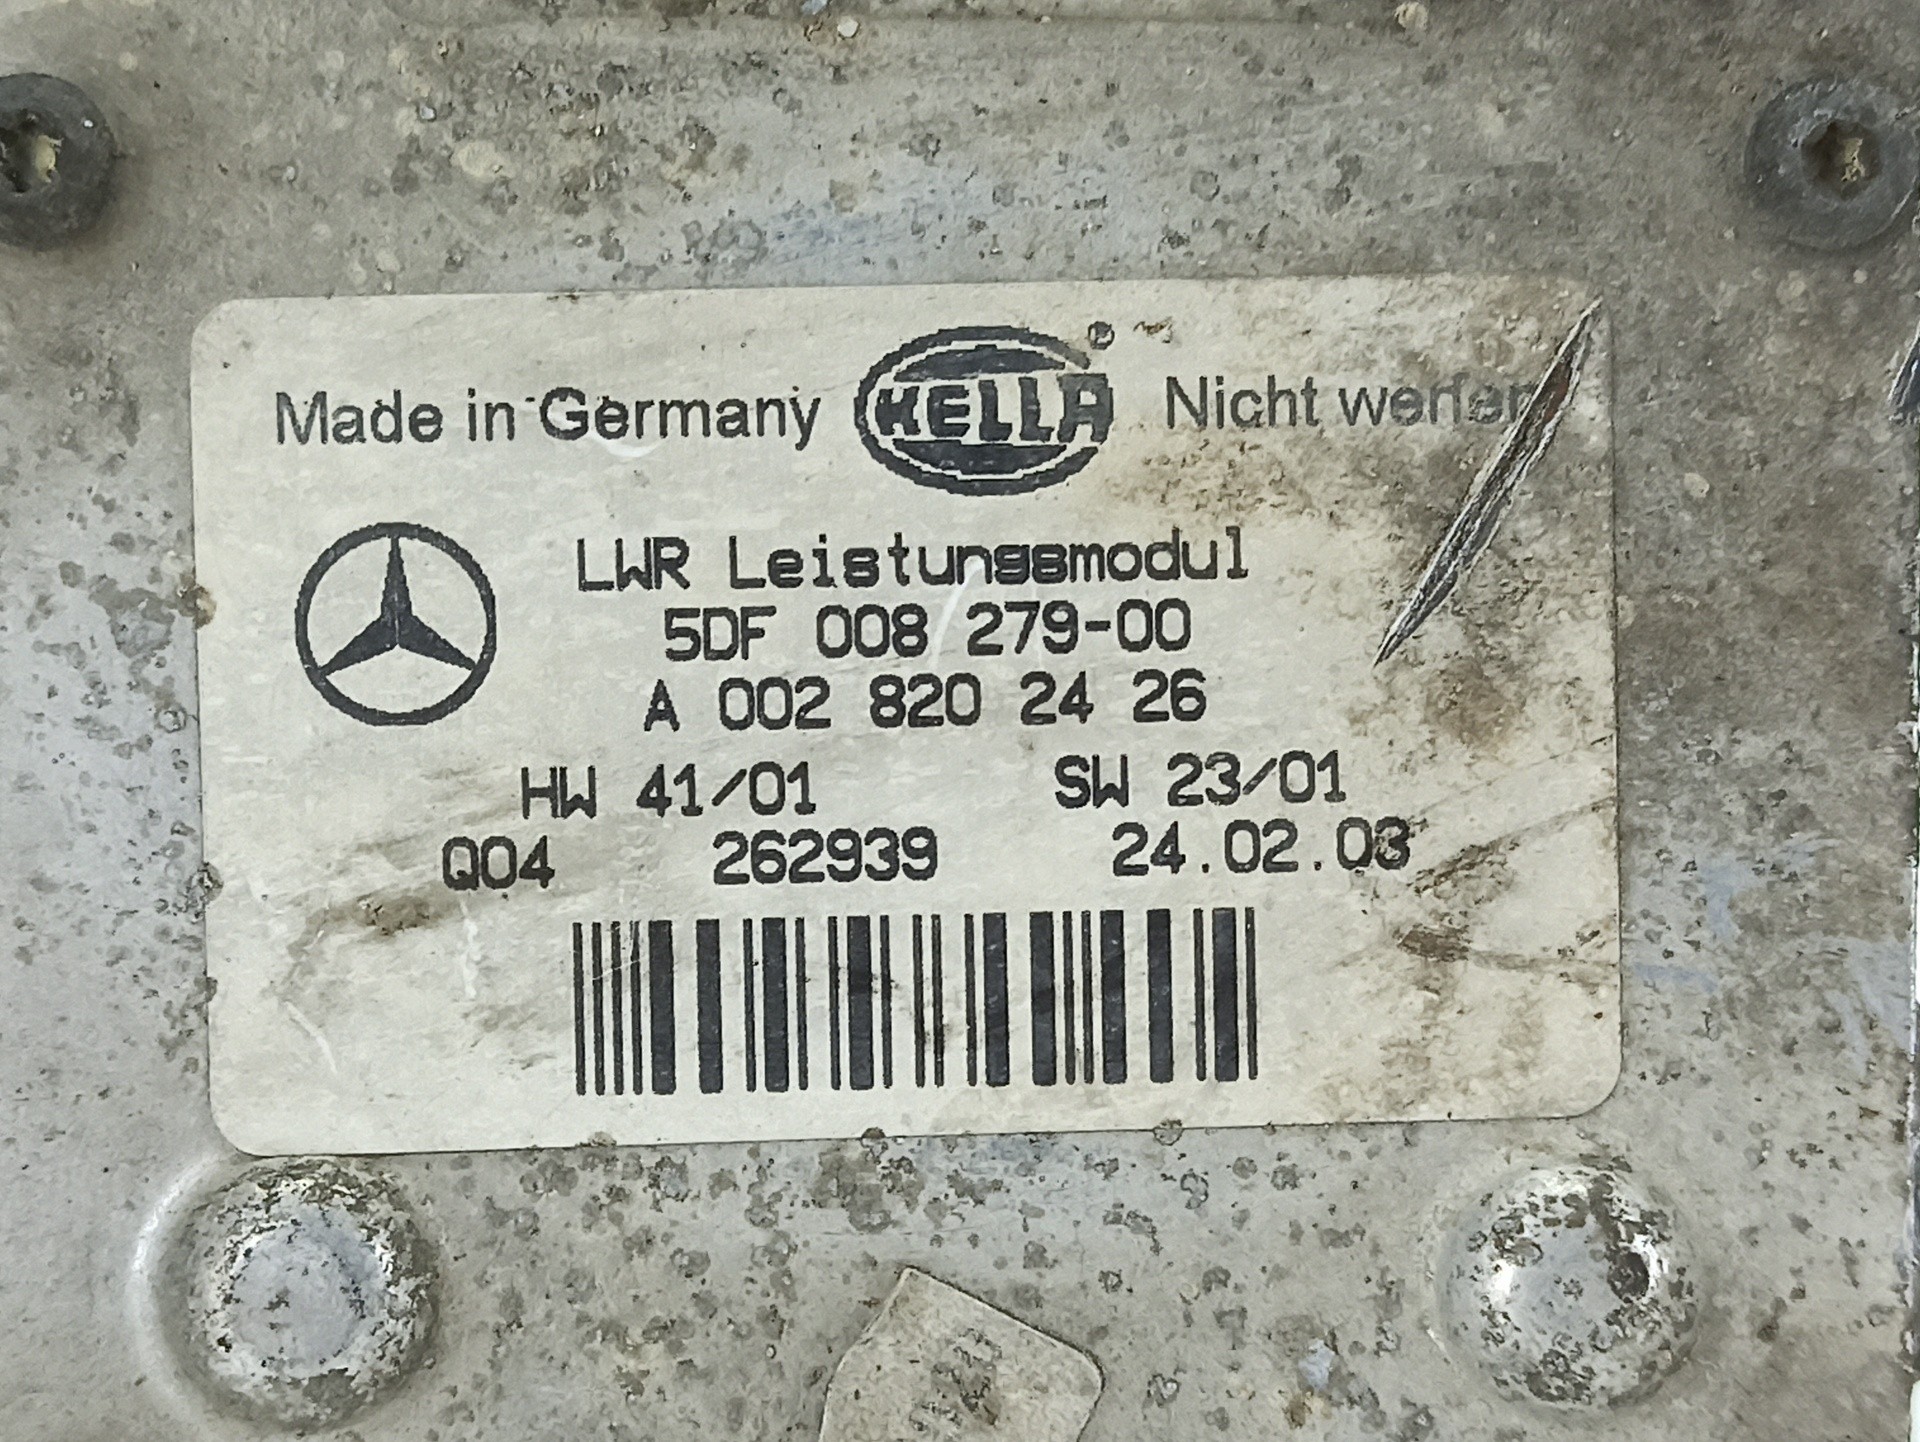 Made in Germany HELLA® Nicht werfen
LWR Leistungsmodul
5DF 008 279-00
A 002 820 24 26
HW 41/01 SW 23/01
Q04 262939 24.02.03